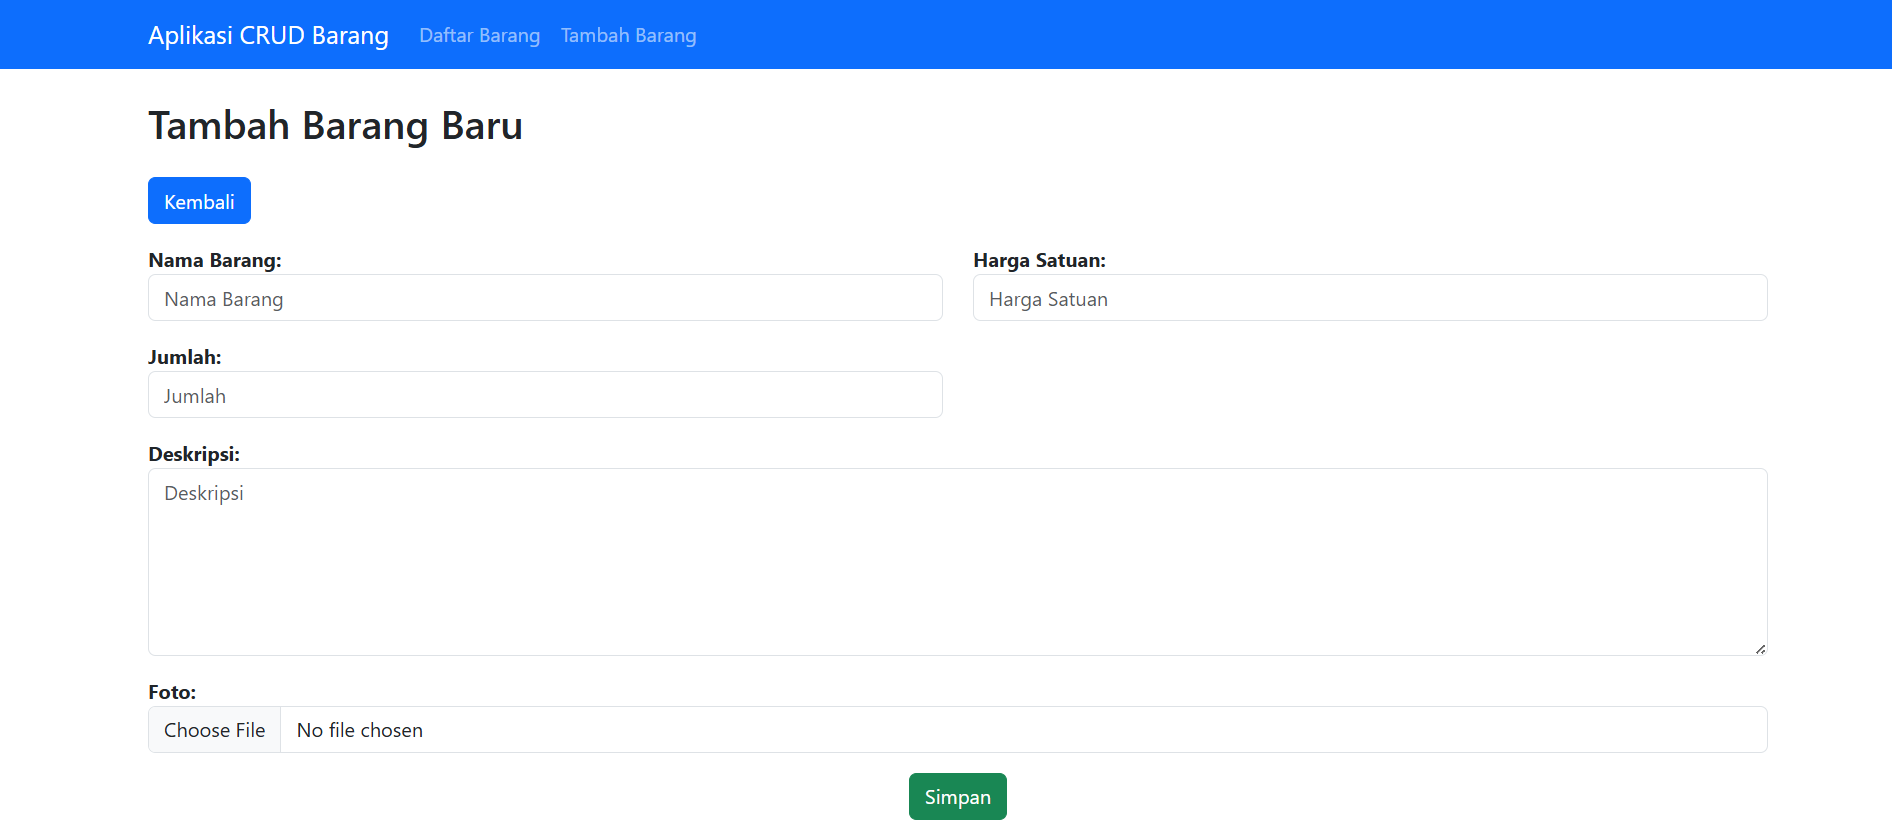 Aplikasi CRUD Barang Daftar Barang Tambah Barang
Tambah Barang Baru
Kembali
Nama Barang: Harga Satuan:
Nama Barang Harga Satuan
Jumlah:
Jumlah
Deskripsi:
Deskripsi
Foto:
Choose File No file chosen
Simpan